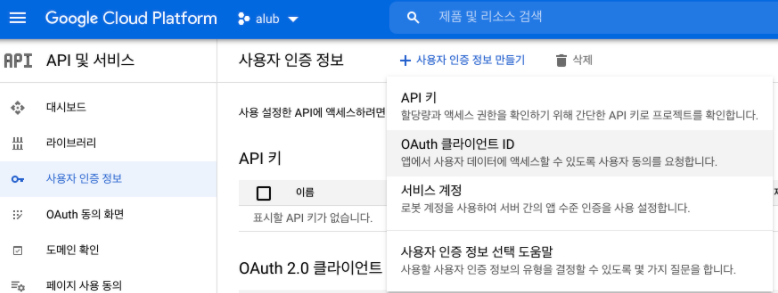 Google Cloud Platform
alub
제품 및 리소스 검색
API API 및 서비스
사용자 인증 정보
+ 사용자 인증 정보 만들기
삭제
대시보드
라이브러리
사용자 인증 정보
OAuth 동의 화면
도메인 확인
페이지 사용 동의
사용 설정한 API에 액세스하려면
API 키
이름
표시할 API 키가 없습니다.
OAuth 2.0 클라이언트
API 키
할당량과 액세스 권한을 확인하기 위해 간단한 API 키로 프로젝트를 확인합니다.
OAuth 클라이언트 ID
앱에서 사용자 데이터에 액세스할 수 있도록 사용자 동의를 요청합니다.
서비스 계정
로봇 계정을 사용하여 서버 간의 앱 수준 인증을 사용 설정합니다.
사용자 인증 정보 선택 도움말
사용할 사용자 인증 정보의 유형을 결정할 수 있도록 몇 가지 질문을 합니다.